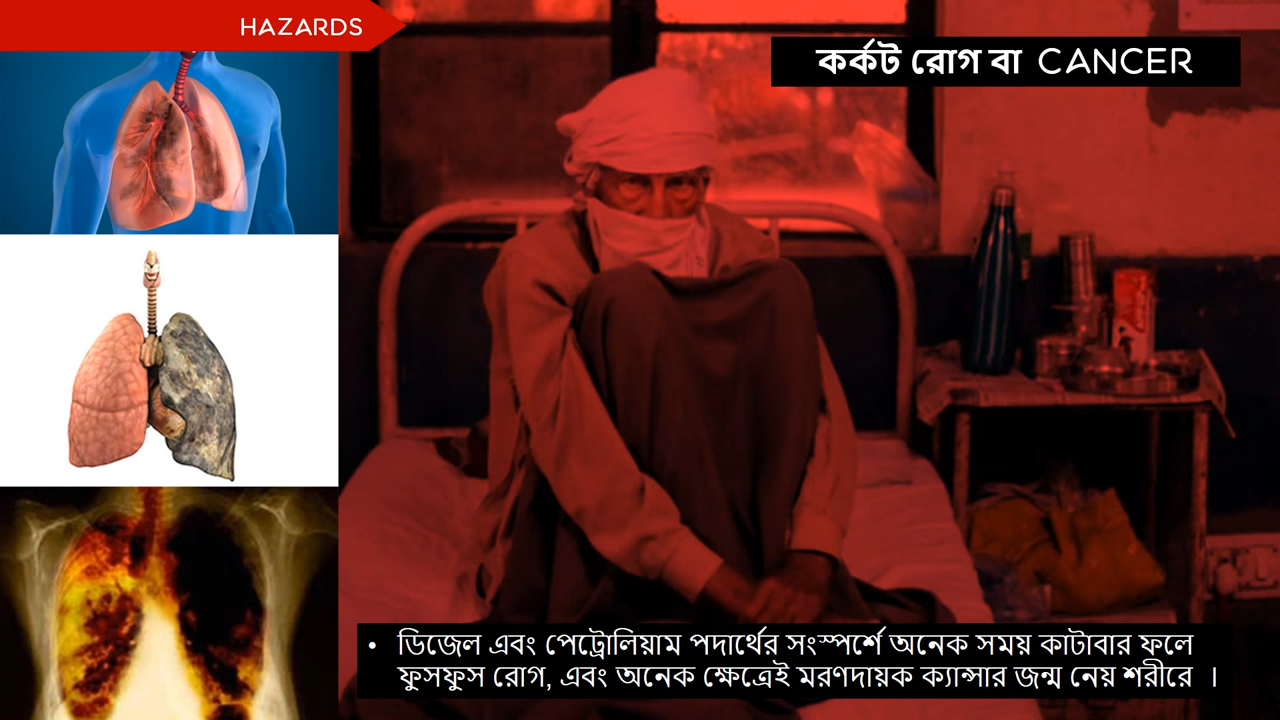 HAZARDS
কর্কট রোগ বা CANCER
• ডিজেল এবং পেট্রোলিয়াম পদার্থের সংস্পর্শে অনেক সময় কাটাবার ফলে
ফুসফুস রোগ, এবং অনেক ক্ষেত্রেই মরণদায়ক ক্যান্সার জন্ম নেয় শরীরে ।